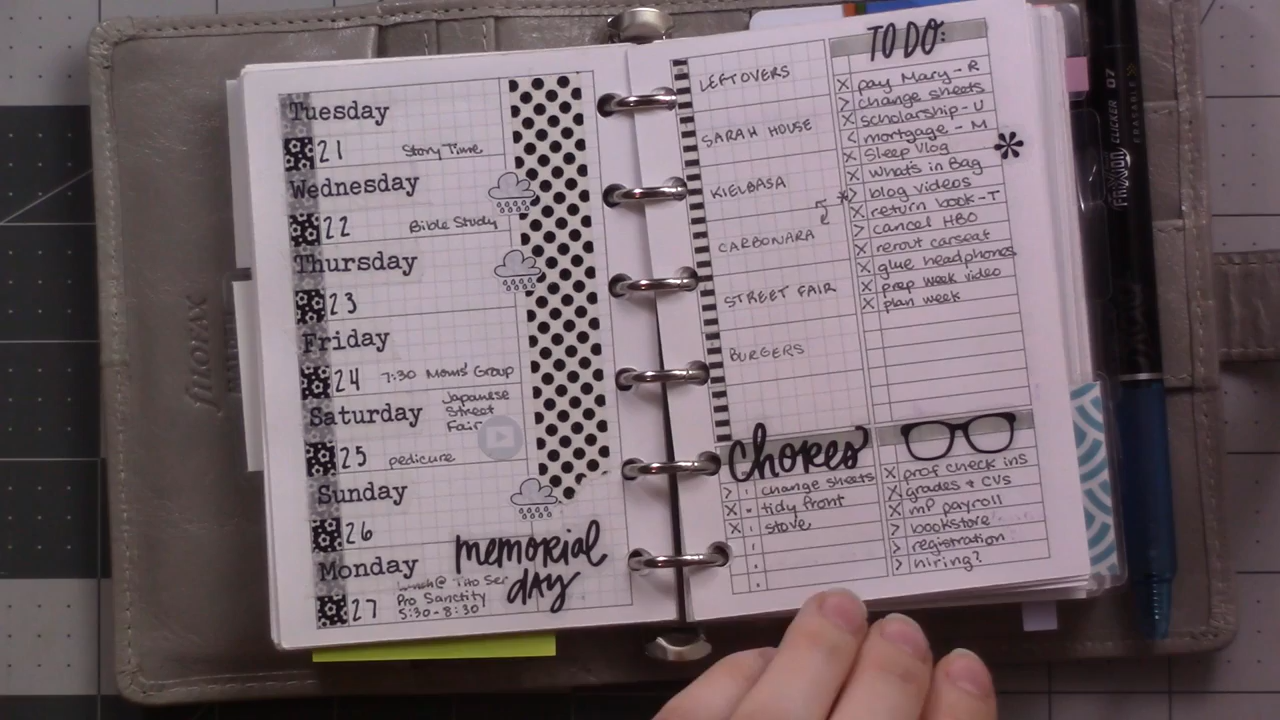 Tuesday
21 Story Time
Wednesday
22 Bible Study
Thursday
23
Friday
24 7:30 Moms' Group
Saturday
Japanese
Street
Fair
25 pedicure
Sunday
26
Monday
27
memorial
day
lunch @ Tito
Pro Sanctity
5:30-8:30
LEFTOVERS
SARAH HOUSE
KIELBASA
CARBONARA
STREET FAIR
BURGERS
TO DO:
X pay Mary - R
> change sheets
X scholarship - U
< mortgage - M
X Sleep Vlog
X What's in Bag
> blog videos
X return book - T
> cancel HBO
X rerout carseat
X glue headphones
X prep week video
X plan week
*
*
chores
> change sheets
X tidy front
X stove
X prof check ins
X grades + CVs
X MP payroll
> bookstore
> registration
> hiring?
filofax
FRIXION CLICKER 07
ERASABLE